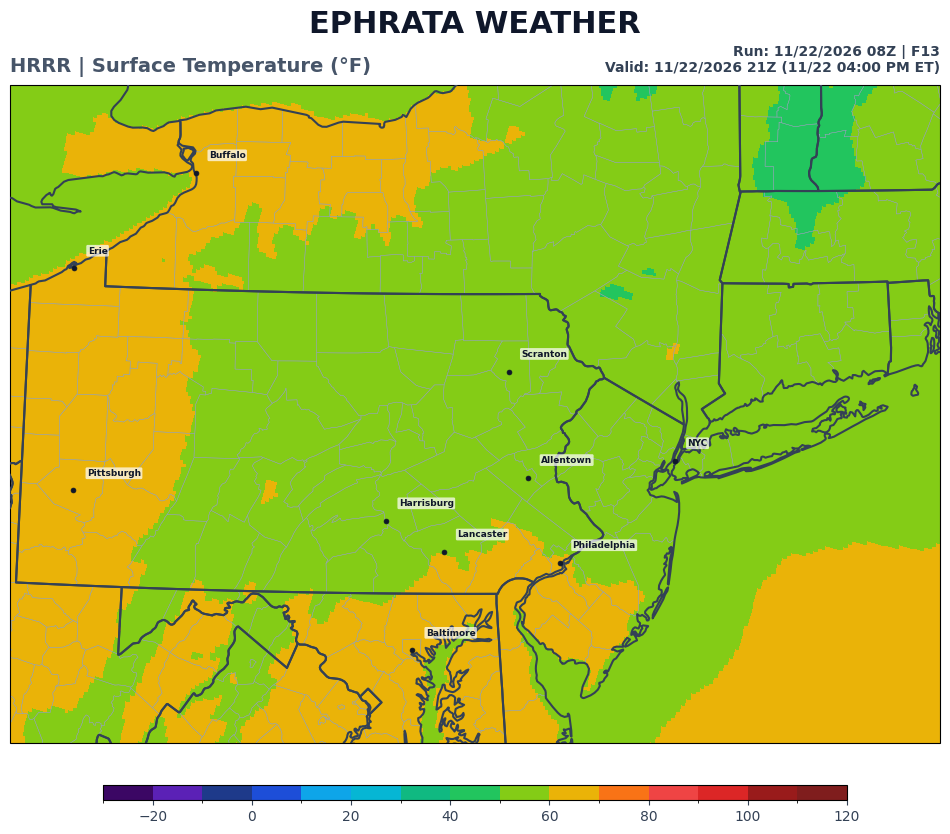 EPHRATA WEATHER
HRRR | Surface Temperature (°F)
Run: 11/22/2026 08Z | F13
Valid: 11/22/2026 21Z (11/22 04:00 PM ET)
Buffalo
Erie
Scranton
NYC
Allentown
Pittsburgh
Harrisburg
Lancaster
Philadelphia
Baltimore
−20 0 20 40 60 80 100 120